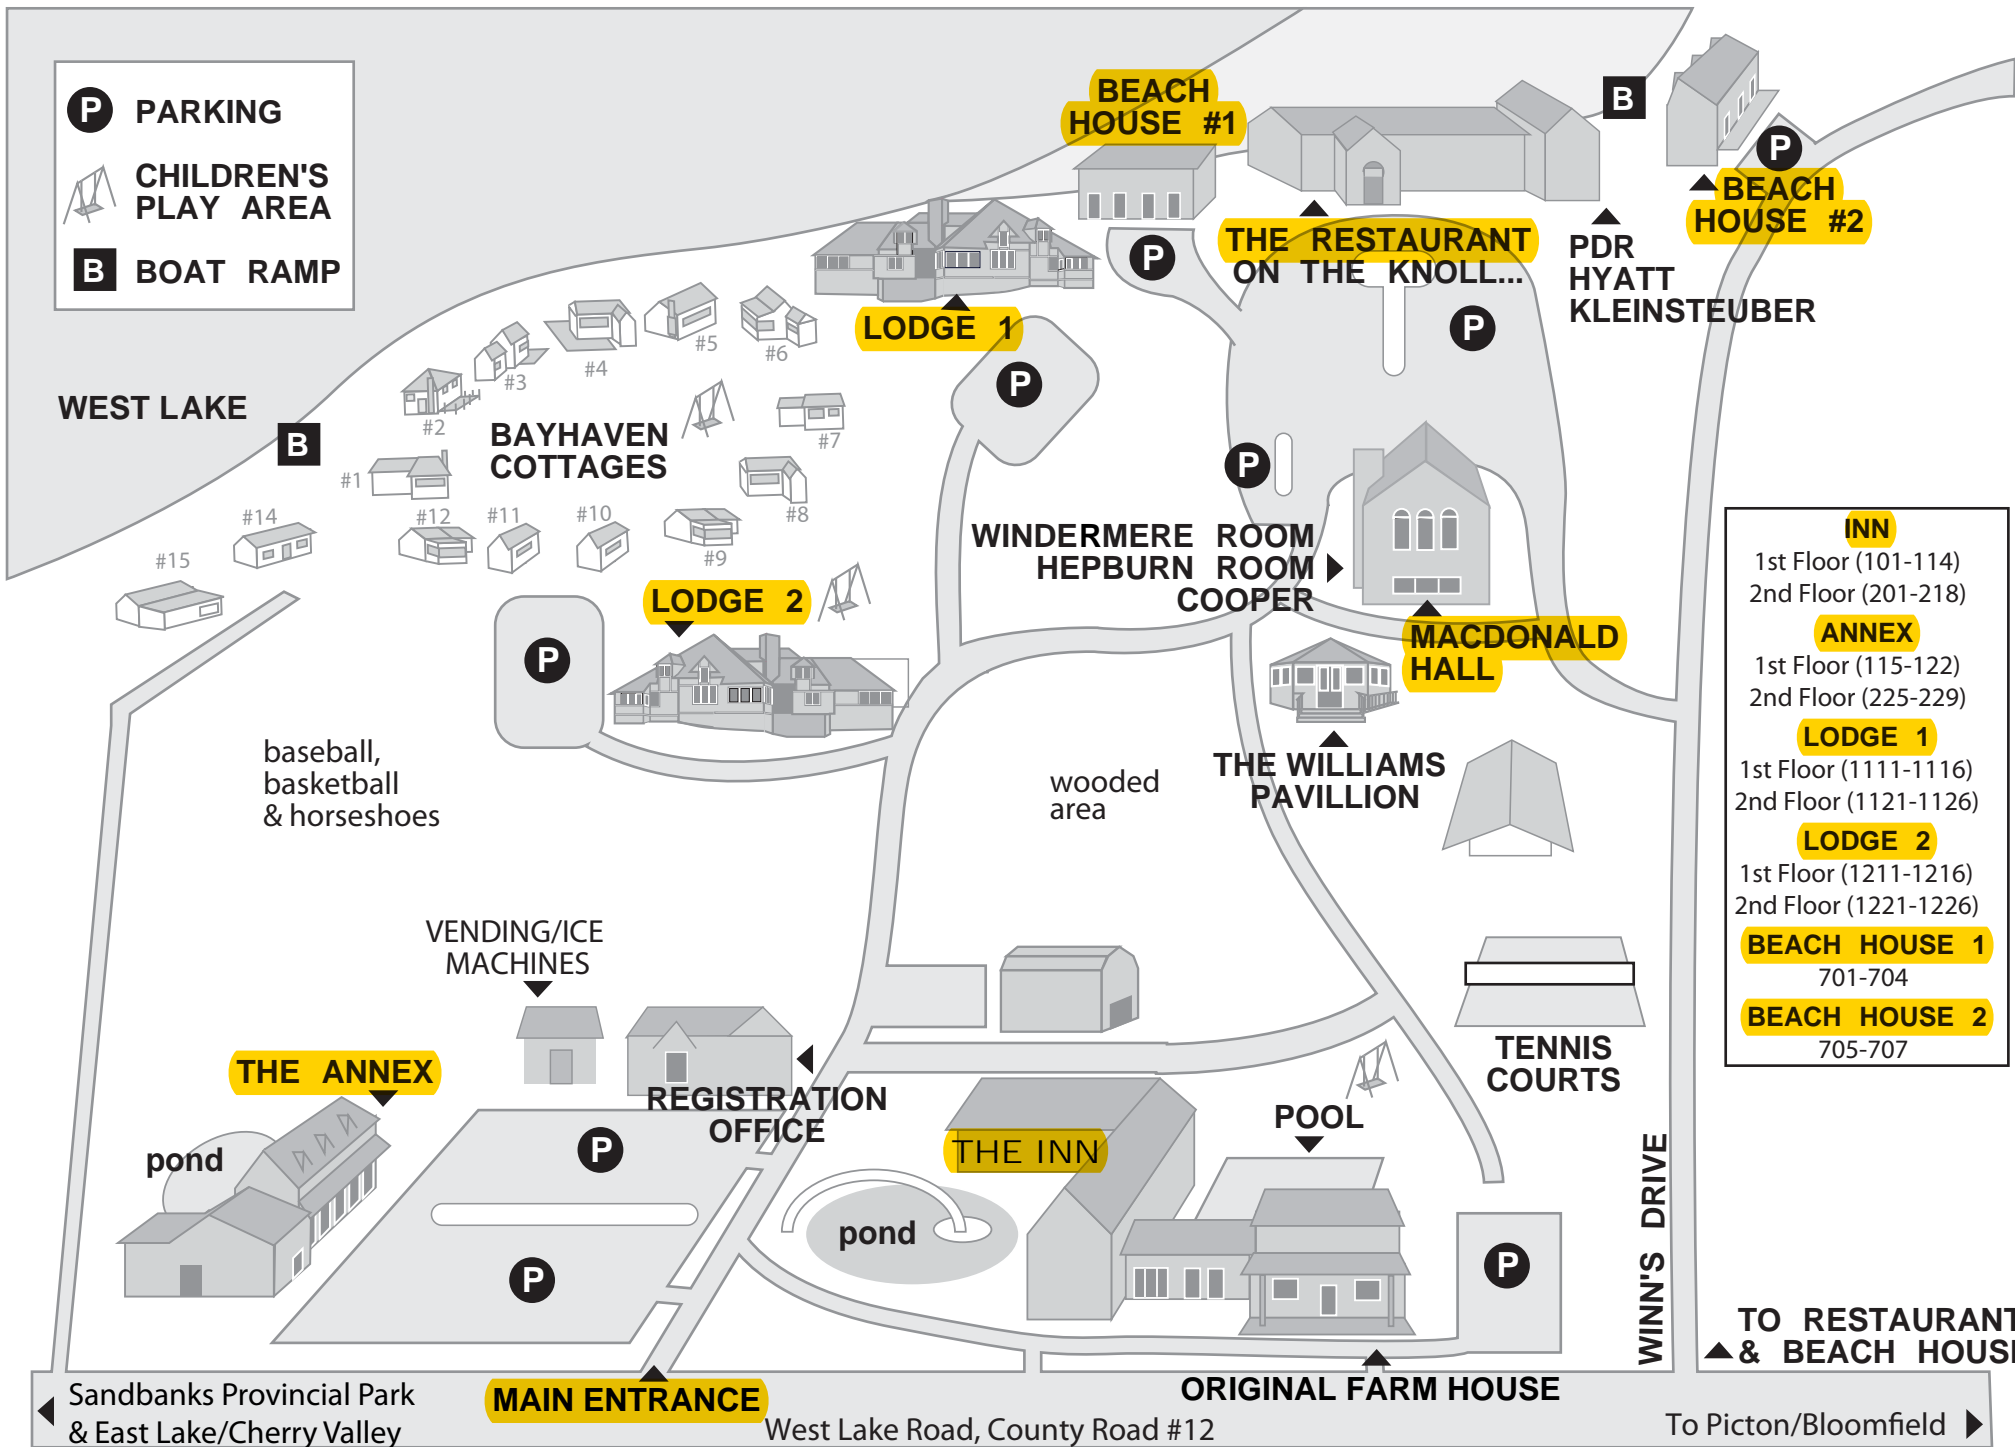 P PARKING
CHILDREN'S
PLAY AREA
B BOAT RAMP
BEACH
HOUSE #1
B
P
BEACH
HOUSE #2
THE RESTAURANT
ON THE KNOLL...
PDR
HYATT
KLEINSTEUBER
P
P
LODGE 1
P
#6
#5
#4
#3
#2
WEST LAKE
B
BAYHAVEN
COTTAGES
#7
#1
#8
#14
#12
#11
#10
#9
#15
P
WINDERMERE ROOM
HEPBURN ROOM
COOPER
MACDONALD
HALL
LODGE 2
P
THE WILLIAMS
PAVILLION
baseball,
basketball
& horseshoes
wooded
area
INN
1st Floor (101-114)
2nd Floor (201-218)
ANNEX
1st Floor (115-122)
2nd Floor (225-229)
LODGE 1
1st Floor (1111-1116)
2nd Floor (1121-1126)
LODGE 2
1st Floor (1211-1216)
2nd Floor (1221-1226)
BEACH HOUSE 1
701-704
BEACH HOUSE 2
705-707
VENDING/ICE
MACHINES
THE ANNEX
REGISTRATION
OFFICE
TENNIS
COURTS
POOL
THE INN
pond
P
pond
P
P
WINN'S DRIVE
TO RESTAURANT
& BEACH
MAIN ENTRANCE
ORIGINAL FARM HOUSE
Sandbanks Provincial Park
& East Lake/Cherry Valley
West Lake Road, County Road #12
To Picton/Bloomfield